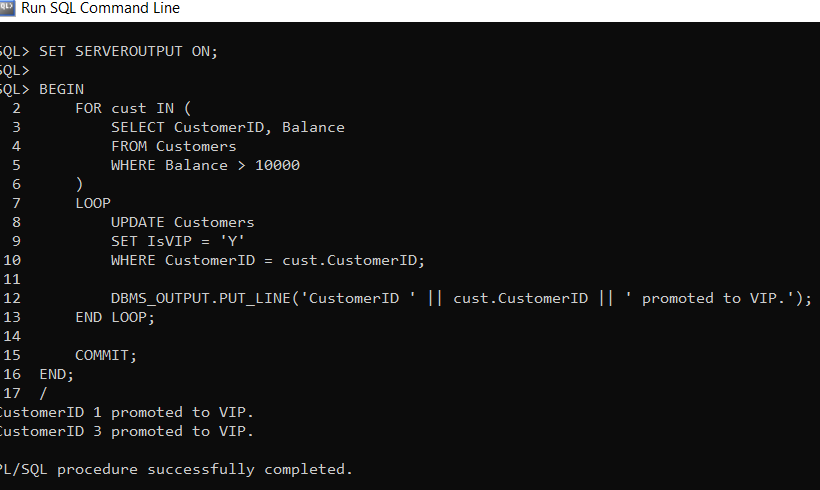 Run SQL Command Line
SQL> SET SERVEROUTPUT ON;
SQL>
SQL> BEGIN
2 FOR cust IN (
3 SELECT CustomerID, Balance
4 FROM Customers
5 WHERE Balance > 10000
6 )
7 LOOP
8 UPDATE Customers
9 SET IsVIP = 'Y'
10 WHERE CustomerID = cust.CustomerID;
11
12 DBMS_OUTPUT.PUT_LINE('CustomerID ' || cust.CustomerID || ' promoted to VIP.');
13 END LOOP;
14
15 COMMIT;
16 END;
17 /
CustomerID 1 promoted to VIP.
CustomerID 3 promoted to VIP.
PL/SQL procedure successfully completed.